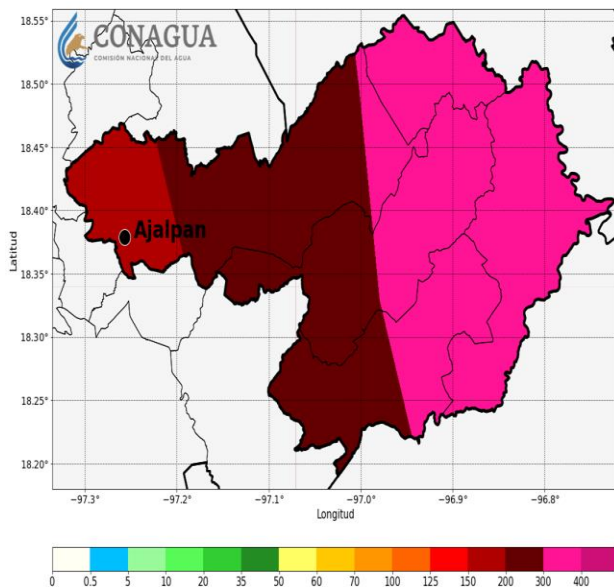 CONAGUA
COMISIÓN NACIONAL DEL AGUA
18.55°
18.50°
18.45°
18.40°
18.35°
18.30°
18.25°
18.20°
Latitud
Ajalpan
−97.3° −97.2° −97.1° −97.0° −96.9° −96.8°
Longitud
0 0.5 5 10 20 35 50 60 70 100 125 150 200 300 400